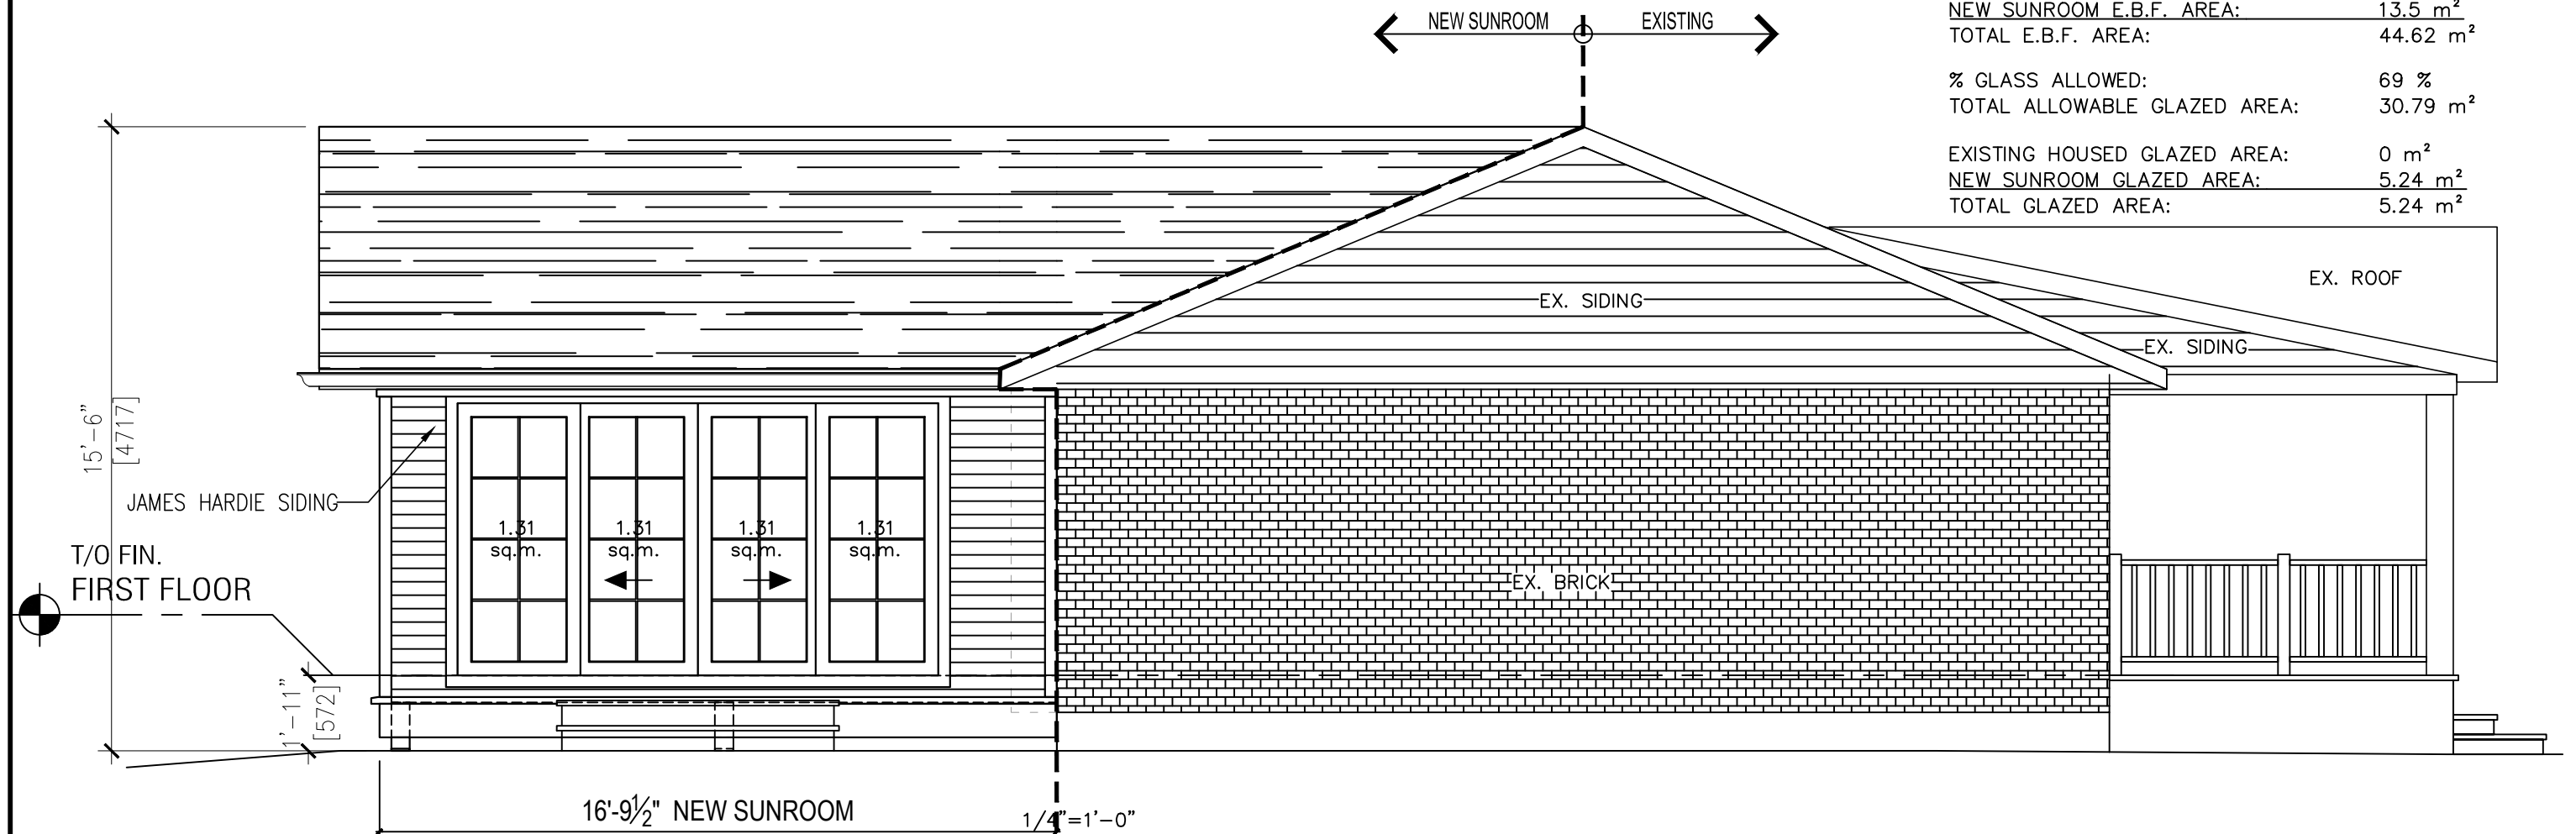 NEW SUNROOM
EXISTING
NEW SUNROOM E.B.F. AREA: 13.5 m²
TOTAL E.B.F. AREA: 44.62 m²
% GLASS ALLOWED: 69 %
TOTAL ALLOWABLE GLAZED AREA: 30.79 m²
EXISTING HOUSED GLAZED AREA: 0 m²
NEW SUNROOM GLAZED AREA: 5.24 m²
TOTAL GLAZED AREA: 5.24 m²
EX. ROOF
EX. SIDING
EX. SIDING
15'-6"
[4717]
JAMES HARDIE SIDING
1.31
sq.m.
1.31
sq.m.
1.31
sq.m.
1.31
sq.m.
T/O FIN.
FIRST FLOOR
EX. BRICK
1'-11"
[572]
16'-9½" NEW SUNROOM
1/4"=1'-0"